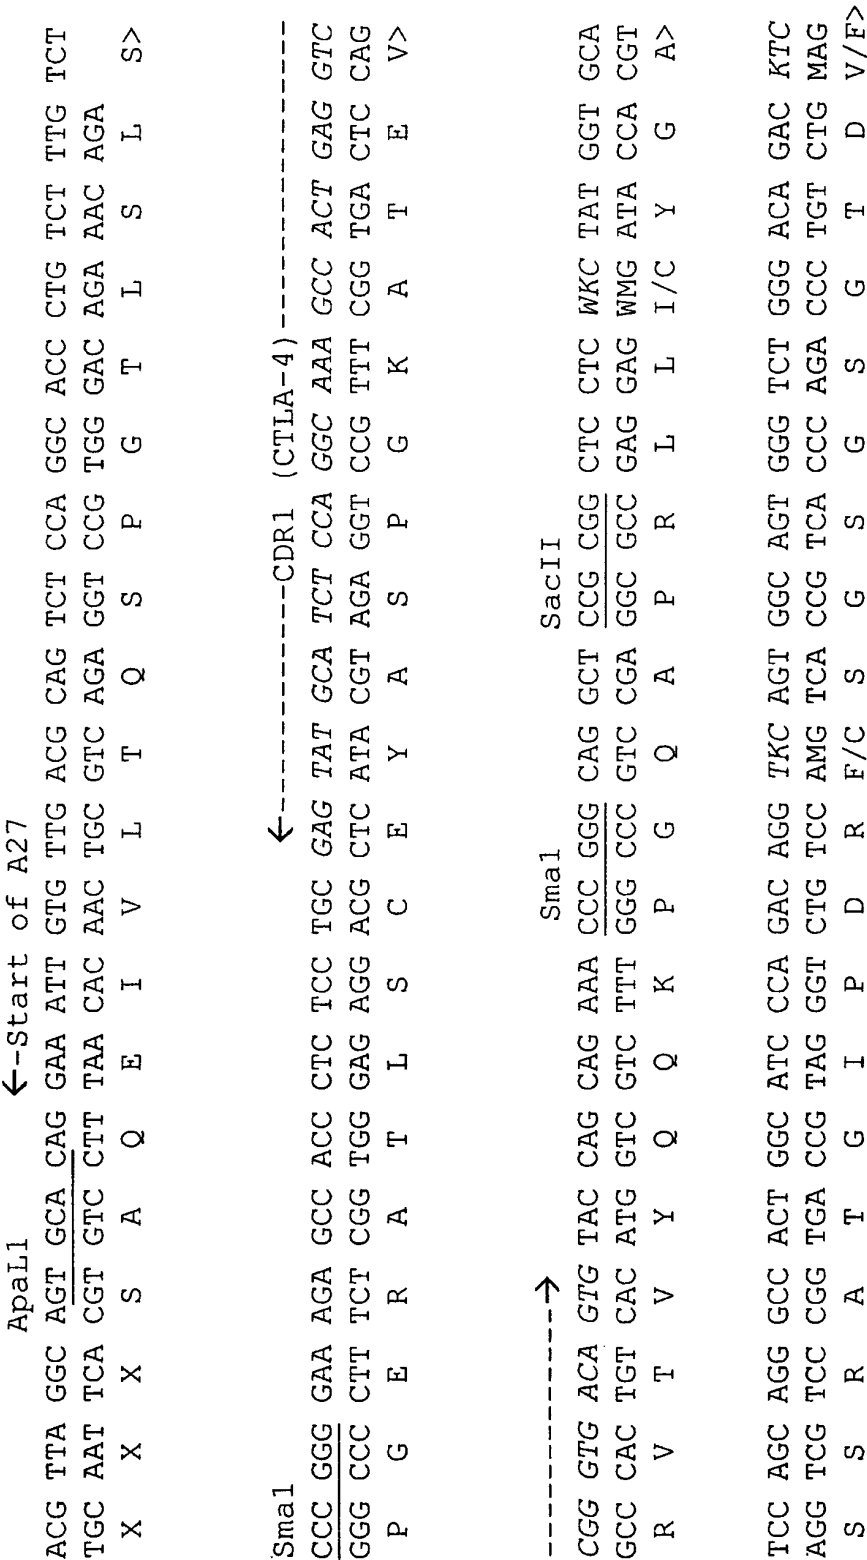 ApaL1 ←-Start of A27
ACG TTA GGC AGT GCA CAG GAA ATT GTG TTG ACG CAG TCT CCA GGC ACC CTG TCT TTG TCT
TGC AAT TCA CGT GTC CTT TAA CAC AAC TGC GTC AGA GGT CCG TGG GAC AGA AAC AGA
X X X S A Q E I V L T Q S P G T L S L S>
Sma1 ←------------CDR1 (CTLA-4)--------------
CCC GGG GAA AGA GCC ACC CTC TCC TGC GAG TAT GCA TCT CCA GGC AAA GCC ACT GAG GTC
GGG CCC CTT TCT CGG TGG GAG AGG ACG CTC ATA CGT AGA GGT CCG TTT CGG TGA CTC CAG
P G E R A T L S C E Y A S P G K A T E V>
-----------→ Sma1 SacII
CGG GTG ACA GTG TAC CAG CAG AAA CCC GGG CAG GCT CCG CGG CTC CTC WKC TAT GGT GCA
GCC CAC TGT CAC ATG GTC GTC TTT GGG CCC GTC CGA GGC GCC GAG GAG WMG ATA CCA CGT
R V T V Y Q Q K P G Q A P R L L I/C Y G A>
TCC AGC AGG GCC ACT GGC ATC CCA GAC AGG TKC AGT GGC AGT GGG TCT GGG ACA GAC KTC
AGG TCG TCC CGG TGA CCG TAG GGT CTG TCC AMG TCA CCG TCA CCC AGA CCC TGT CTG MAG
S S R A T G I P D R F/C S G S G S G T D V/F>